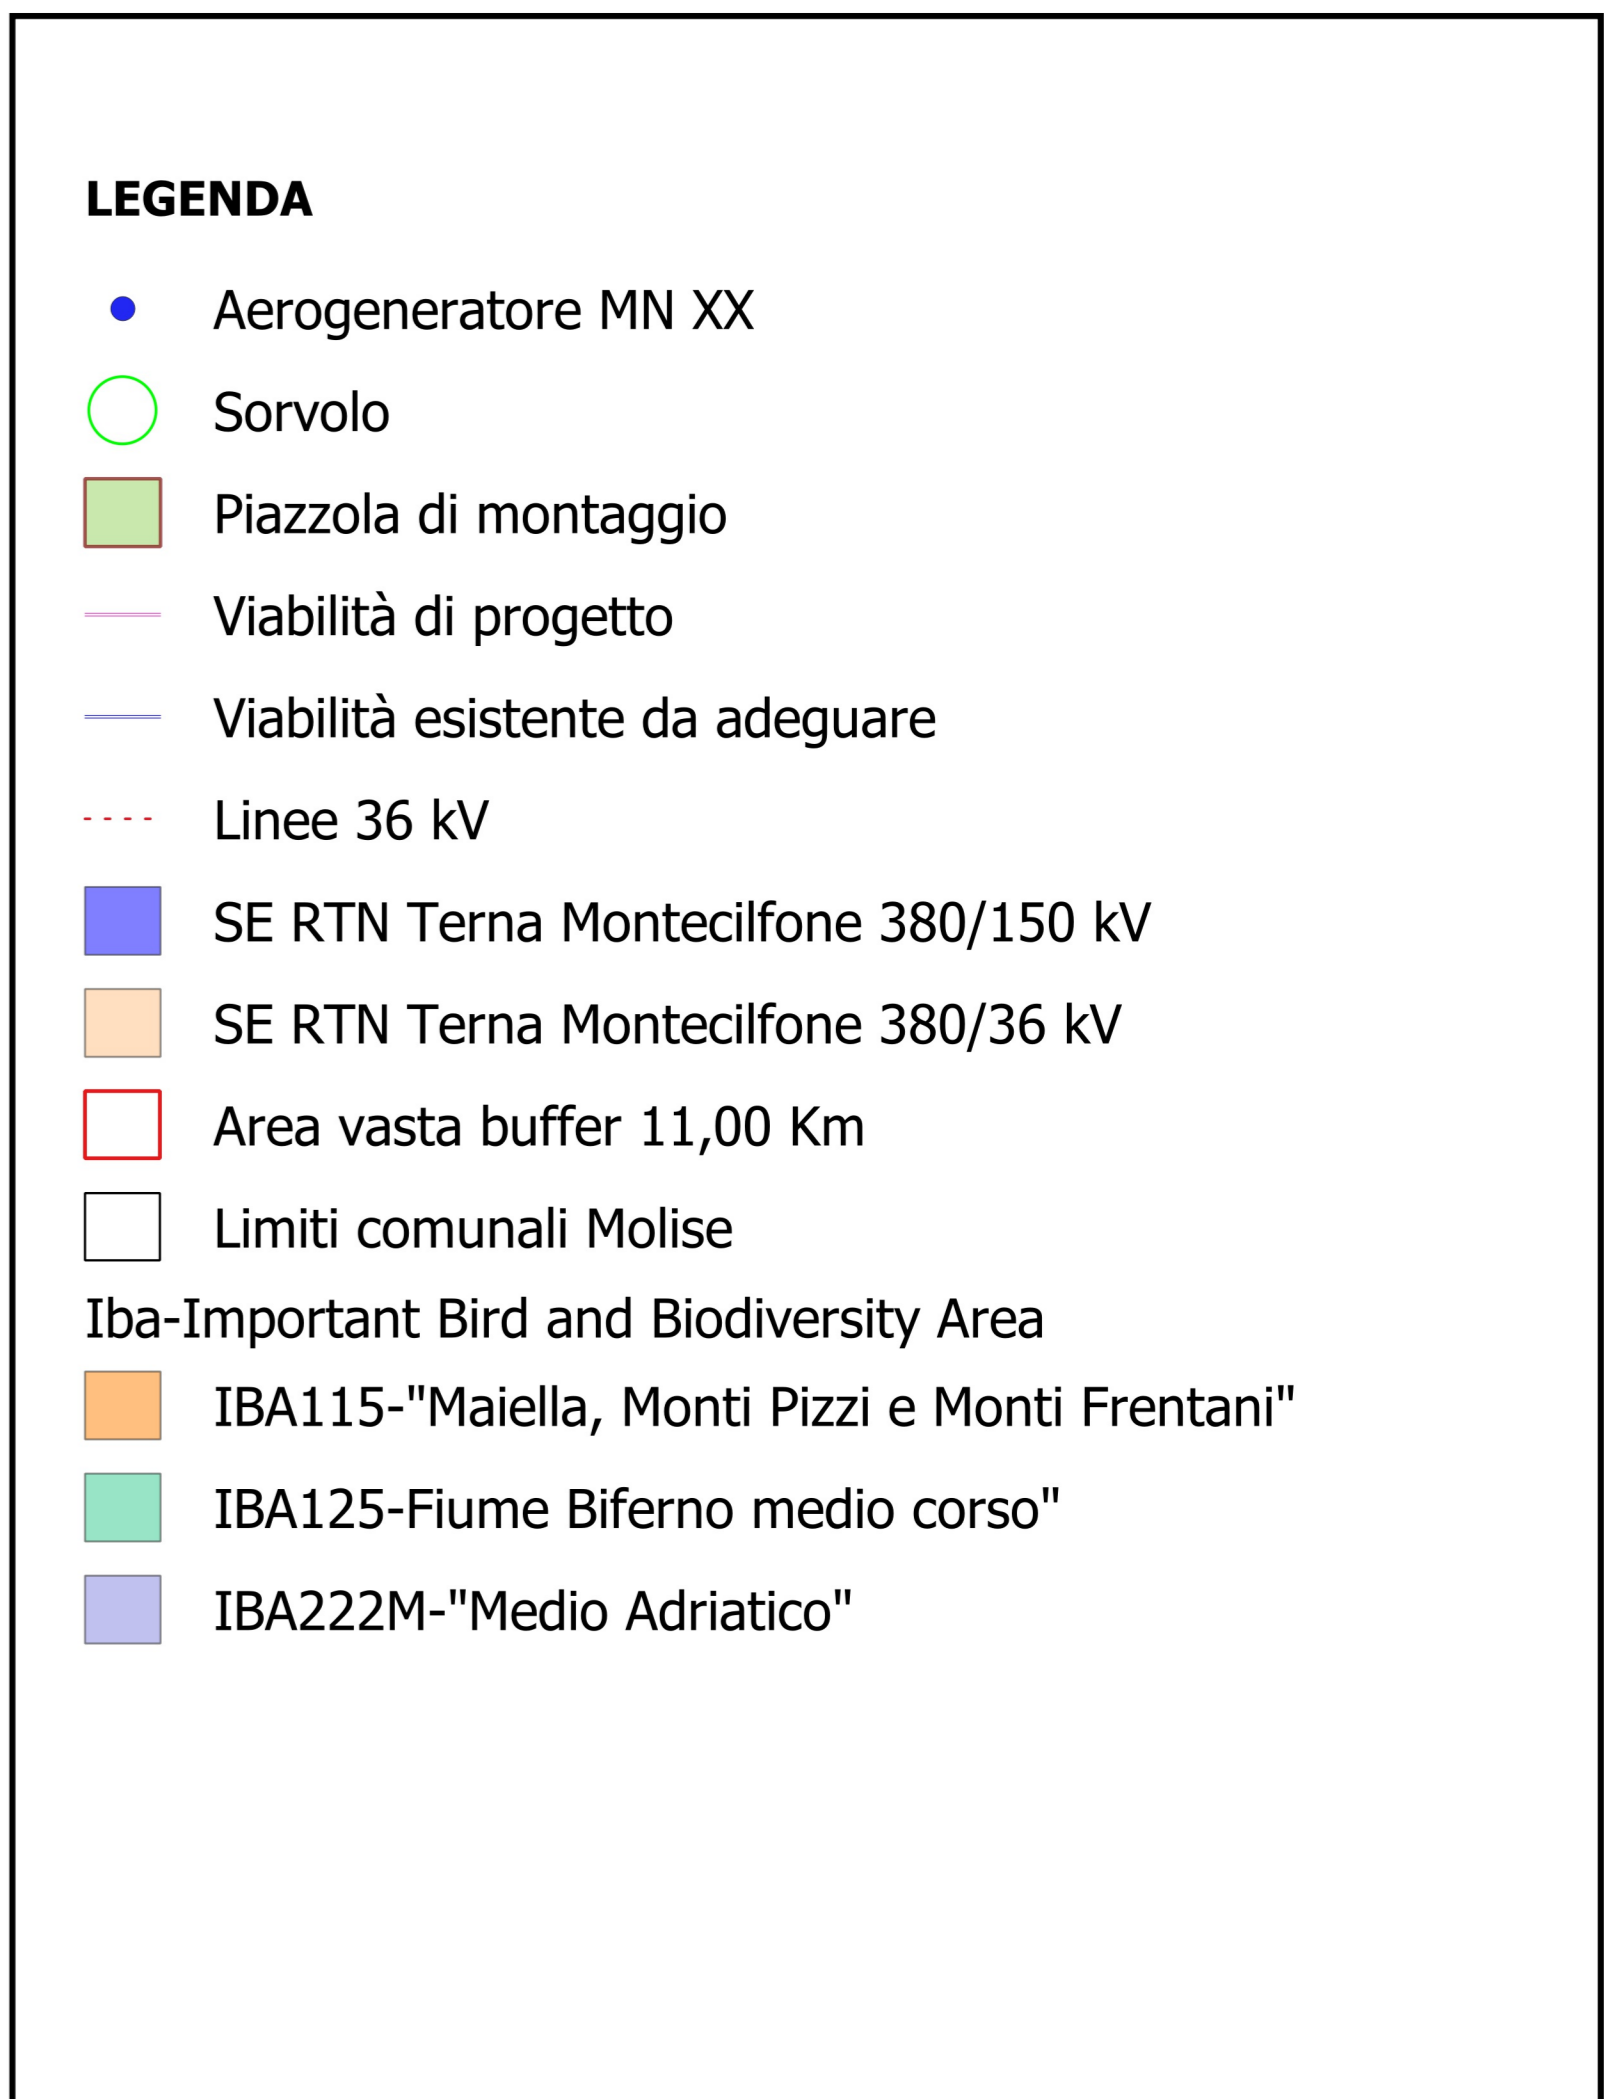 LEGENDA
Aerogeneratore MN XX
Sorvolo
Piazzola di montaggio
Viabilità di progetto
Viabilità esistente da adeguare
Linee 36 kV
SE RTN Terna Montecilfone 380/150 kV
SE RTN Terna Montecilfone 380/36 kV
Area vasta buffer 11,00 Km
Limiti comunali Molise
Iba-Important Bird and Biodiversity Area
IBA115-"Maiella, Monti Pizzi e Monti Frentani"
IBA125-Fiume Biferno medio corso"
IBA222M-"Medio Adriatico"